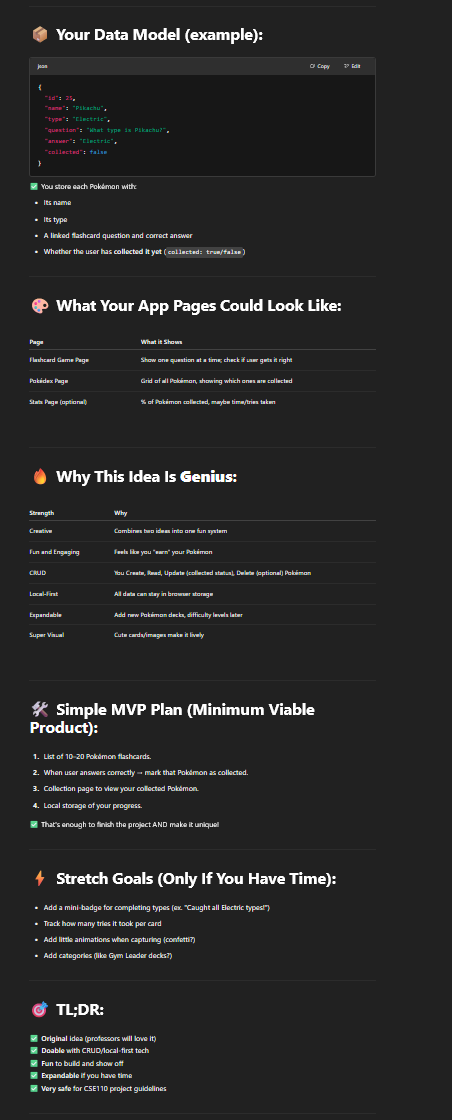 📦 Your Data Model (example):
json Copy Edit
{
"id": 25,
"name": "Pikachu",
"type": "Electric",
"question": "What type is Pikachu?",
"answer": "Electric",
"collected": false
}
✅ You store each Pokémon with:
• Its name
• Its type
• A linked flashcard question and correct answer
• Whether the user has collected it yet (collected: true/false)
🎨 What Your App Pages Could Look Like:
Page What it Shows
Flashcard Game Page Show one question at a time; check if user gets it right
Pokédex Page Grid of all Pokémon, showing which ones are collected
Stats Page (optional) % of Pokémon collected, maybe time/tries taken
🔥 Why This Idea Is Genius:
Strength Why
Creative Combines two ideas into one fun system
Fun and Engaging Feels like you "earn" your Pokémon
CRUD You Create, Read, Update (collected status), Delete (optional) Pokémon
Local-First All data can stay in browser storage
Expandable Add new Pokémon decks, difficulty levels later
Super Visual Cute cards/images make it lively
🛠️ Simple MVP Plan (Minimum Viable
Product):
1. List of 10–20 Pokémon flashcards.
2. When user answers correctly → mark that Pokémon as collected.
3. Collection page to view your collected Pokémon.
4. Local storage of your progress.
✅ That's enough to finish the project AND make it unique!
⚡ Stretch Goals (Only If You Have Time):
• Add a mini-badge for completing types (ex. "Caught all Electric types!")
• Track how many tries it took per card
• Add little animations when capturing (confetti?)
• Add categories (like Gym Leader decks?)
🎯 TL;DR:
✅ Original idea (professors will love it)
✅ Doable with CRUD/local-first tech
✅ Fun to build and show off
✅ Expandable if you have time
✅ Very safe for CSE110 project guidelines